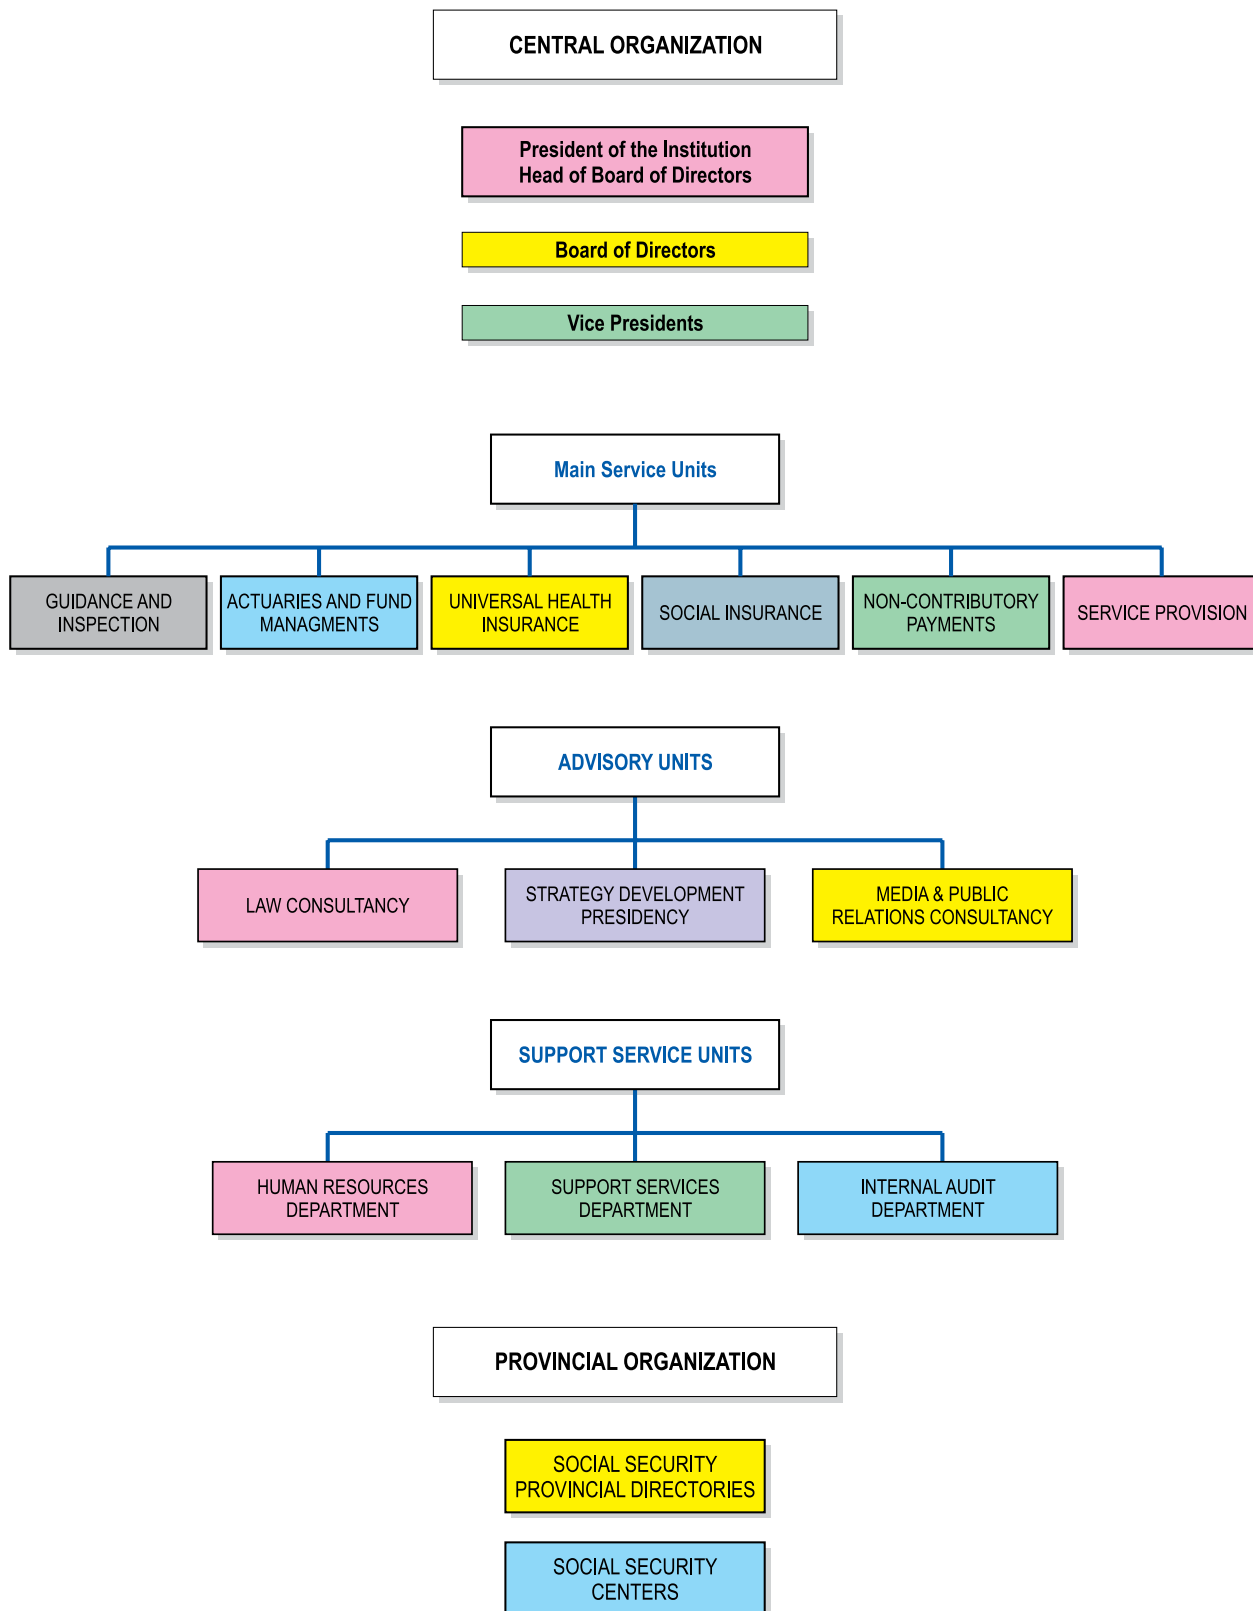 CENTRAL ORGANIZATION
President of the Institution
Head of Board of Directors
Board of Directors
Vice Presidents
Main Service Units
GUIDANCE AND
INSPECTION
ACTUARIES AND FUND
MANAGMENTS
UNIVERSAL HEALTH
INSURANCE
SOCIAL INSURANCE
NON-CONTRIBUTORY
PAYMENTS
SERVICE PROVISION
ADVISORY UNITS
LAW CONSULTANCY
STRATEGY DEVELOPMENT
PRESIDENCY
MEDIA & PUBLIC
RELATIONS CONSULTANCY
SUPPORT SERVICE UNITS
HUMAN RESOURCES
DEPARTMENT
SUPPORT SERVICES
DEPARTMENT
INTERNAL AUDIT
DEPARTMENT
PROVINCIAL ORGANIZATION
SOCIAL SECURITY
PROVINCIAL DIRECTORIES
SOCIAL SECURITY
CENTERS